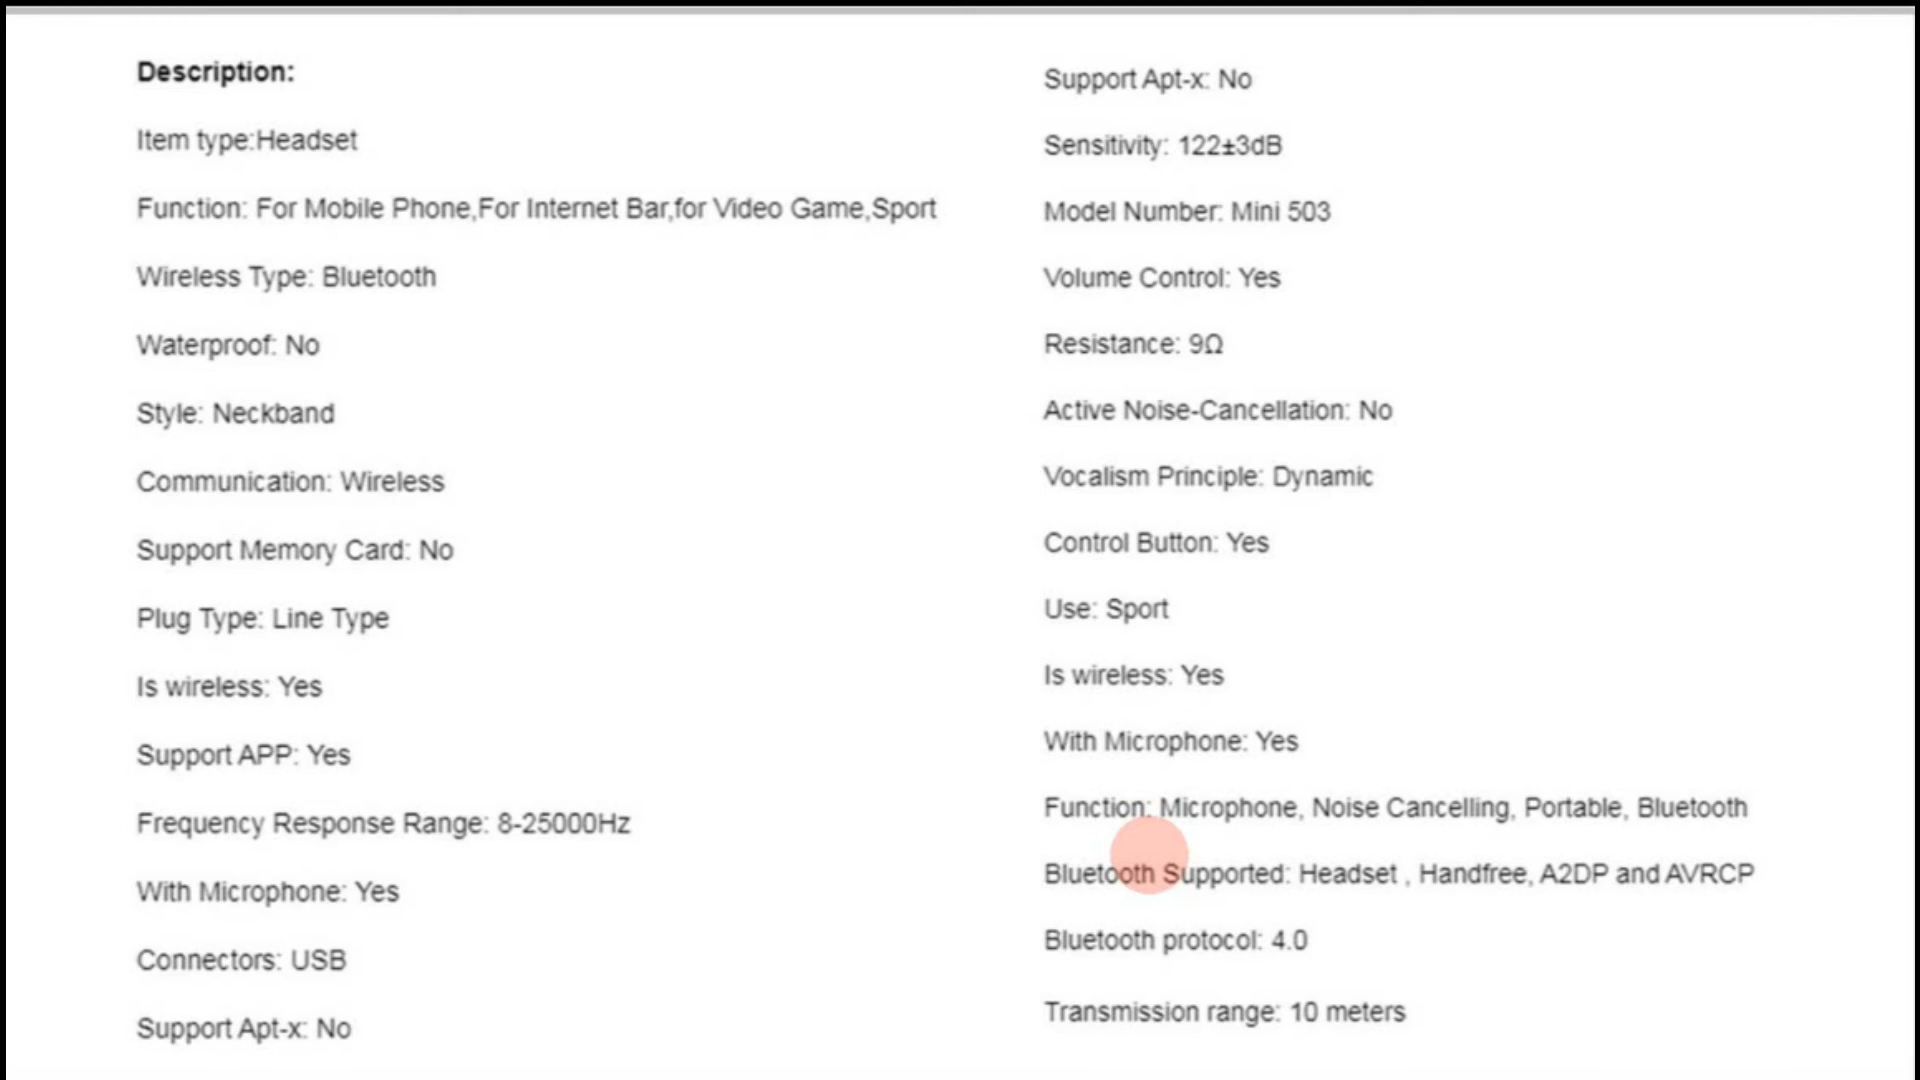 Description:
Item type:Headset
Function: For Mobile Phone,For Internet Bar,for Video Game,Sport
Wireless Type: Bluetooth
Waterproof: No
Style: Neckband
Communication: Wireless
Support Memory Card: No
Plug Type: Line Type
Is wireless: Yes
Support APP: Yes
Frequency Response Range: 8-25000Hz
With Microphone: Yes
Connectors: USB
Support Apt-x: No
Support Apt-x: No
Sensitivity: 122±3dB
Model Number: Mini 503
Volume Control: Yes
Resistance: 9Ω
Active Noise-Cancellation: No
Vocalism Principle: Dynamic
Control Button: Yes
Use: Sport
Is wireless: Yes
With Microphone: Yes
Function: Microphone, Noise Cancelling, Portable, Bluetooth
Bluetooth Supported: Headset , Handfree, A2DP and AVRCP
Bluetooth protocol: 4.0
Transmission range: 10 meters